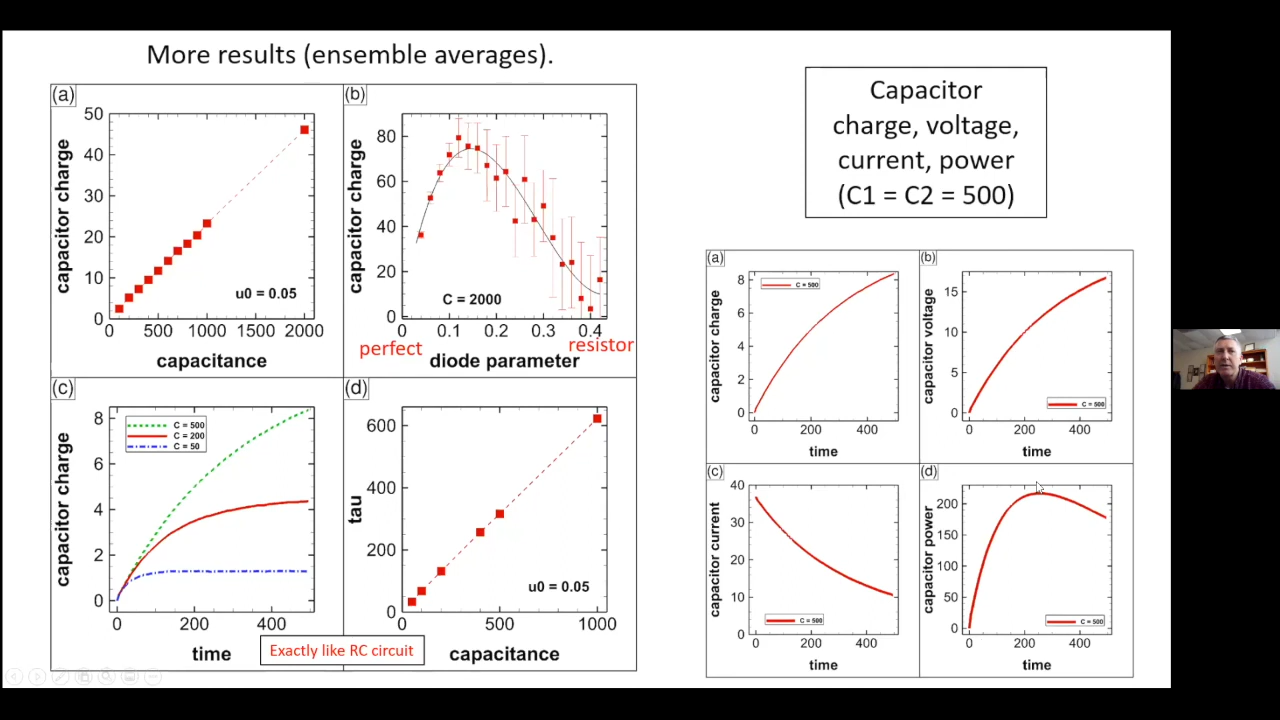 More results (ensemble averages).
(a)
capacitor charge
50
40
30
20
10
0
0 500 1000 1500 2000
u0 = 0.05
capacitance
(b)
capacitor charge
80
60
40
20
0
0 0.1 0.2 0.3 0.4
C = 2000
perfect
resistor
diode parameter
(c)
capacitor charge
8
6
4
2
0
C = 500
C = 200
C = 50
0 200 400
time
Exactly like RC circuit
(d)
tau
600
400
200
0
0 500 1000
u0 = 0.05
capacitance
Capacitor
charge, voltage,
current, power
(C1 = C2 = 500)
(a)
capacitor charge
8
6
4
2
0
C = 500
0 200 400
time
(b)
capacitor voltage
15
10
5
0
C = 500
0 200 400
time
(c)
capacitor current
40
30
20
10
0
C = 500
0 200 400
time
(d)
capacitor power
200
150
100
50
0
C = 500
0 200 400
time